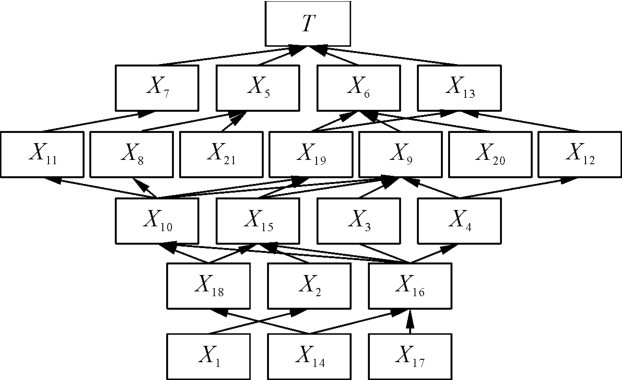 T
X₇ X₅ X₆ X₁₃
X₁₁ X₈ X₂₁ X₁₉ X₉ X₂₀ X₁₂
X₁₀ X₁₅ X₃ X₄
X₁₈ X₂ X₁₆
X₁ X₁₄ X₁₇